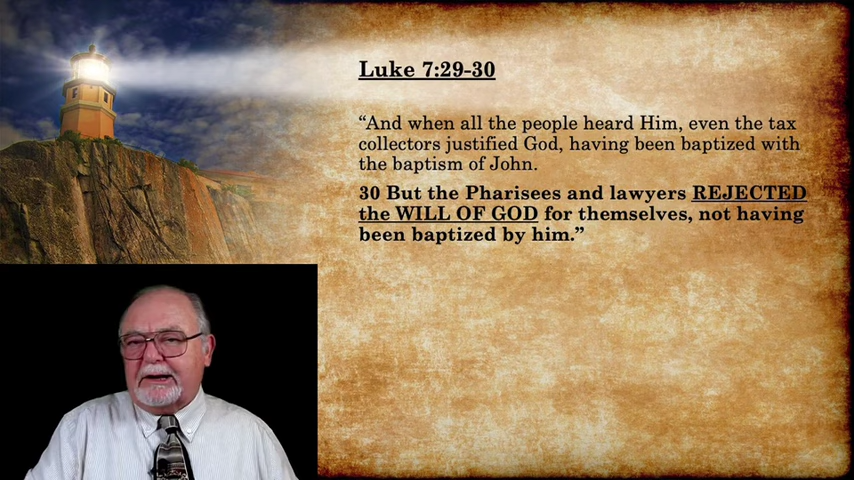 Luke 7:29-30
“And when all the people heard Him, even the tax
collectors justified God, having been baptized with
the baptism of John.
30 But the Pharisees and lawyers REJECTED
the WILL OF GOD for themselves, not having
been baptized by him.”